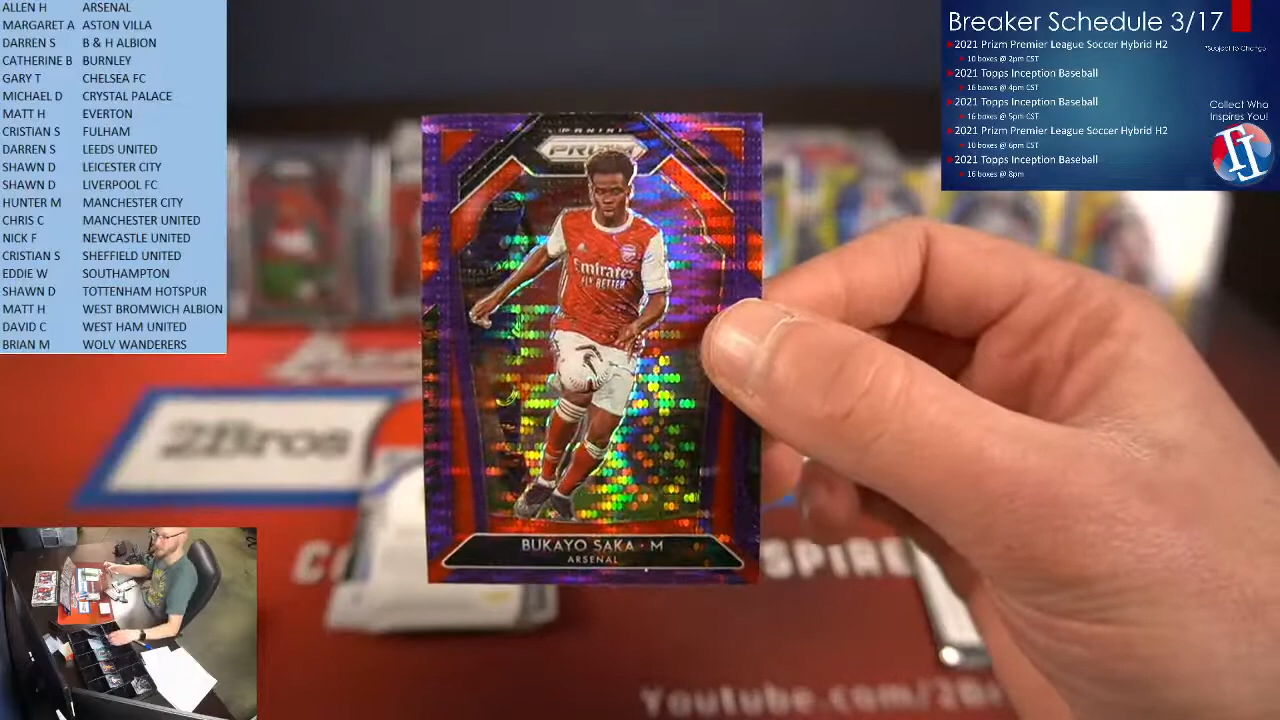 ALLEN H ARSENAL
MARGARET A ASTON VILLA
DARREN S B & H ALBION
CATHERINE B BURNLEY
GARY T CHELSEA FC
MICHAEL D CRYSTAL PALACE
MATT H EVERTON
CRISTIAN S FULHAM
DARREN S LEEDS UNITED
SHAWN D LEICESTER CITY
SHAWN D LIVERPOOL FC
HUNTER M MANCHESTER CITY
CHRIS C MANCHESTER UNITED
NICK F NEWCASTLE UNITED
CRISTIAN S SHEFFIELD UNITED
EDDIE W SOUTHAMPTON
SHAWN D TOTTENHAM HOTSPUR
MATT H WEST BROMWICH ALBION
DAVID C WEST HAM UNITED
BRIAN M WOLV WANDERERS
Breaker Schedule 3/17
2021 Prizm Premier League Soccer Hybrid H2
*Subject to Change
10 boxes @ 2pm CST
2021 Topps Inception Baseball
16 boxes @ 4pm CST
2021 Topps Inception Baseball
16 boxes @ 5pm CST
2021 Prizm Premier League Soccer Hybrid H2
10 boxes @ 6pm CST
2021 Topps Inception Baseball
16 boxes @ 8pm
Collect Who
Inspires You!
PANINI
PRIZM
Emirates
FLY BETTER
BUKAYO SAKA · M
ARSENAL
2Bros
SPIRE
Youtube.com/2B